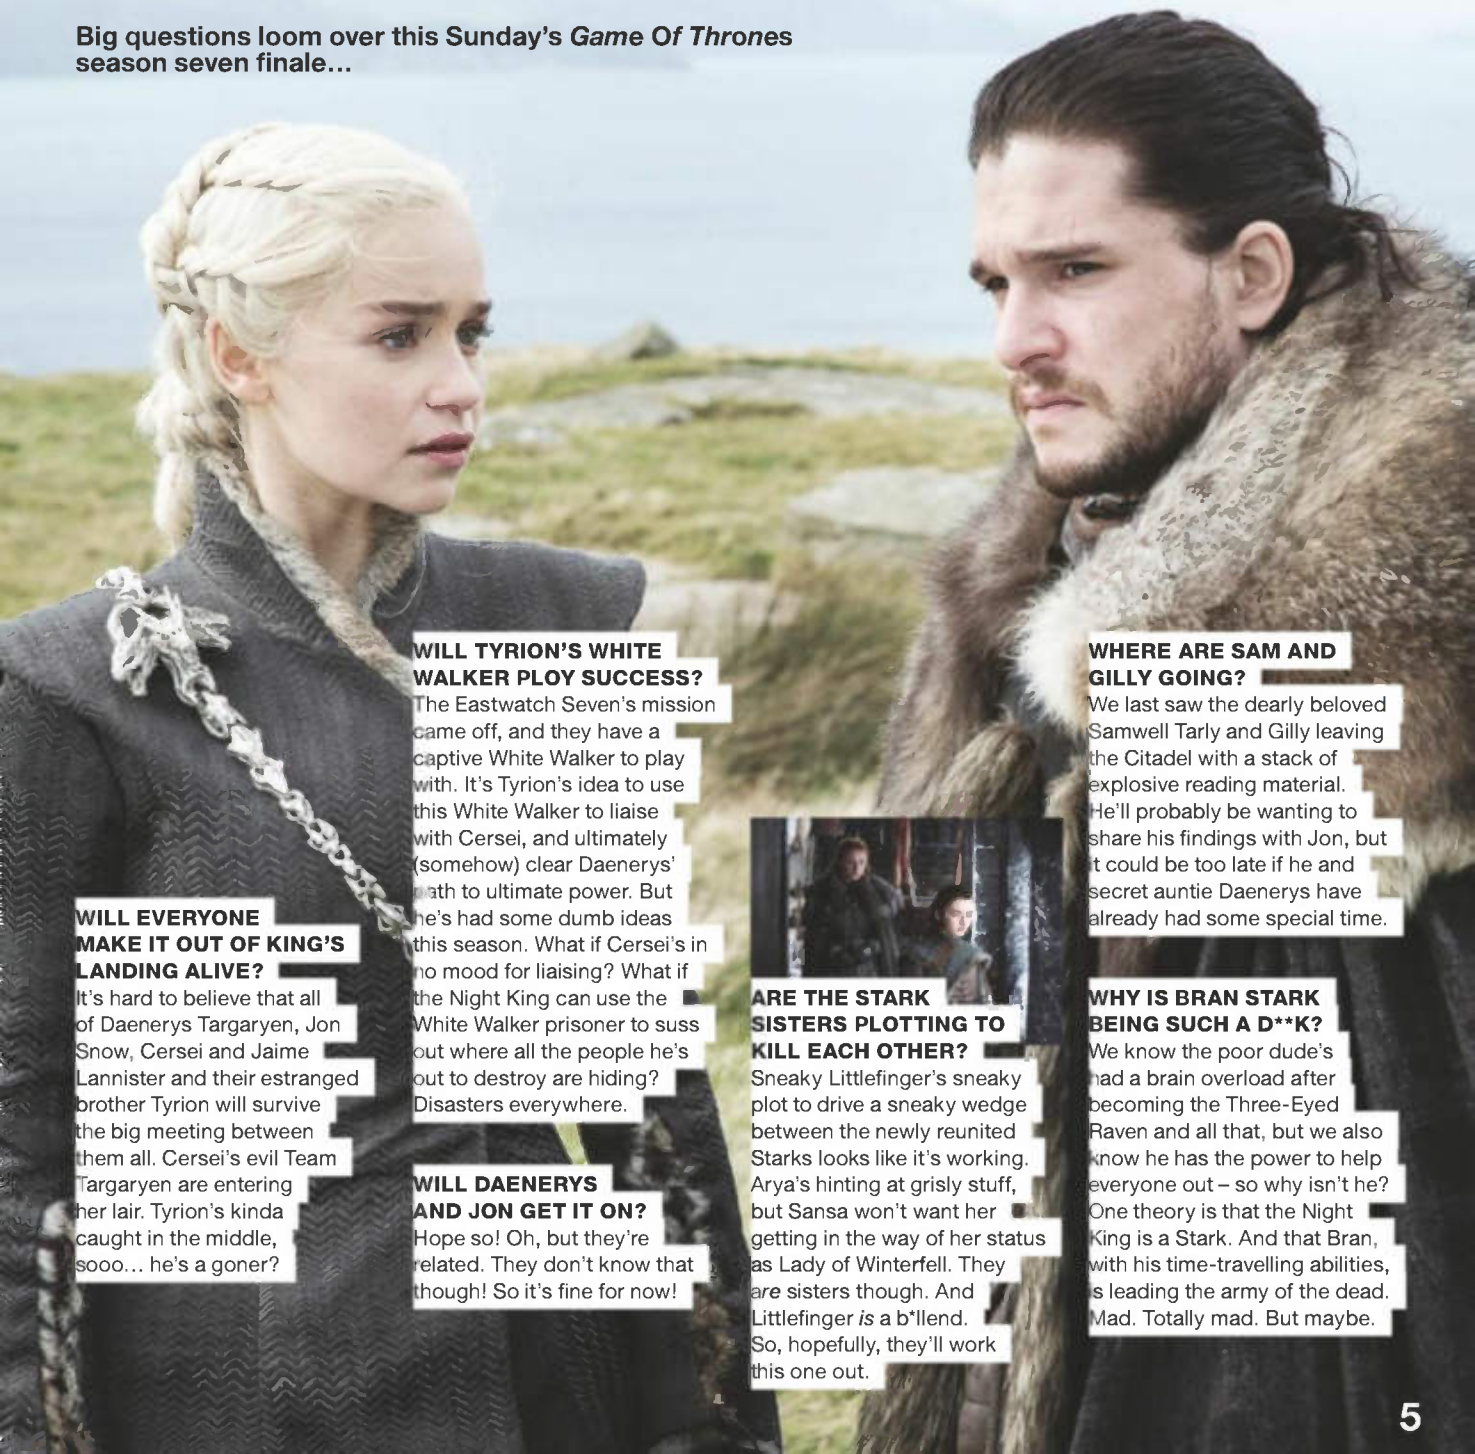 Big questions loom over this Sunday's Game Of Thrones
season seven finale...
WILL EVERYONE
MAKE IT OUT OF KING'S
LANDING ALIVE?
It's hard to believe that all
of Daenerys Targaryen, Jon
Snow, Cersei and Jaime
Lannister and their estranged
brother Tyrion will survive
the big meeting between
them all. Cersei's evil Team
Targaryen are entering
her lair. Tyrion's kinda
caught in the middle,
sooo... he's a goner?
WILL TYRION'S WHITE
WALKER PLOY SUCCESS?
The Eastwatch Seven's mission
came off, and they have a
captive White Walker to play
with. It's Tyrion's idea to use
this White Walker to liaise
with Cersei, and ultimately
(somehow) clear Daenerys'
path to ultimate power. But
he's had some dumb ideas
this season. What if Cersei's in
no mood for liaising? What if
the Night King can use the
White Walker prisoner to suss
out where all the people he's
out to destroy are hiding?
Disasters everywhere.
WILL DAENERYS
AND JON GET IT ON?
Hope so! Oh, but they're
related. They don't know that
though! So it's fine for now!
ARE THE STARK
SISTERS PLOTTING TO
KILL EACH OTHER?
Sneaky Littlefinger's sneaky
plot to drive a sneaky wedge
between the newly reunited
Starks looks like it's working.
Arya's hinting at grisly stuff,
but Sansa won't want her
getting in the way of her status
as Lady of Winterfell. They
are sisters though. And
Littlefinger is a b*llend.
So, hopefully, they'll work
this one out.
WHERE ARE SAM AND
GILLY GOING?
We last saw the dearly beloved
Samwell Tarly and Gilly leaving
the Citadel with a stack of
explosive reading material.
He'll probably be wanting to
share his findings with Jon, but
it could be too late if he and
secret auntie Daenerys have
already had some special time.
WHY IS BRAN STARK
BEING SUCH A D**K?
We know the poor dude's
had a brain overload after
becoming the Three-Eyed
Raven and all that, but we also
know he has the power to help
everyone out – so why isn't he?
One theory is that the Night
King is a Stark. And that Bran,
with his time-travelling abilities,
is leading the army of the dead.
Mad. Totally mad. But maybe.
5